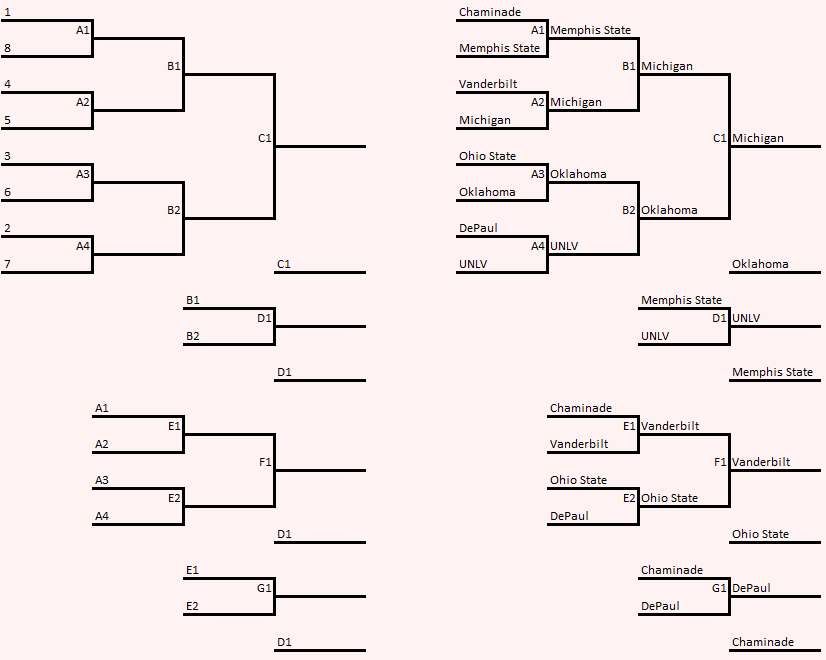 1
A1
8
B1
4
A2
5
C1
3
A3
6
B2
2
A4
7
C1
B1
D1
B2
D1
A1
E1
A2
F1
A3
E2
A4
D1
E1
G1
E2
D1
Chaminade
A1 Memphis State
Memphis State
B1 Michigan
Vanderbilt
A2 Michigan
Michigan
C1 Michigan
Ohio State
A3 Oklahoma
Oklahoma
B2 Oklahoma
DePaul
A4 UNLV
UNLV
Oklahoma
Memphis State
D1 UNLV
UNLV
Memphis State
Chaminade
E1 Vanderbilt
Vanderbilt
F1 Vanderbilt
Ohio State
E2 Ohio State
DePaul
Ohio State
Chaminade
G1 DePaul
DePaul
Chaminade